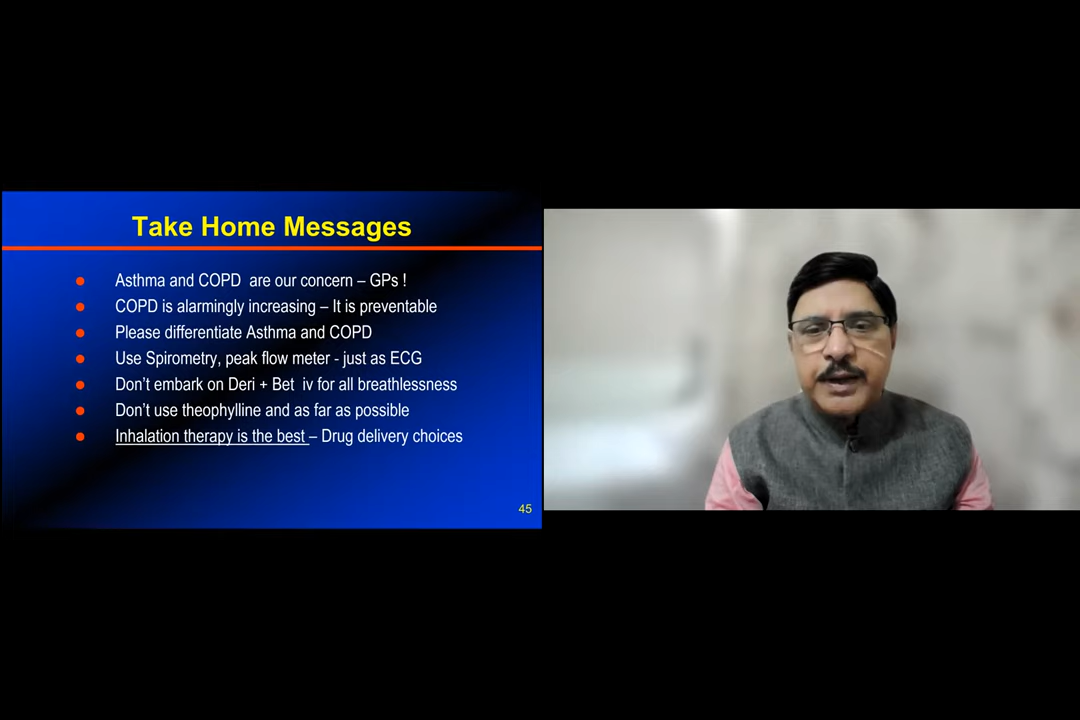 Take Home Messages
Asthma and COPD are our concern – GPs !
COPD is alarmingly increasing – It is preventable
Please differentiate Asthma and COPD
Use Spirometry, peak flow meter - just as ECG
Don't embark on Deri + Bet iv for all breathlessness
Don't use theophylline and as far as possible
Inhalation therapy is the best – Drug delivery choices
45